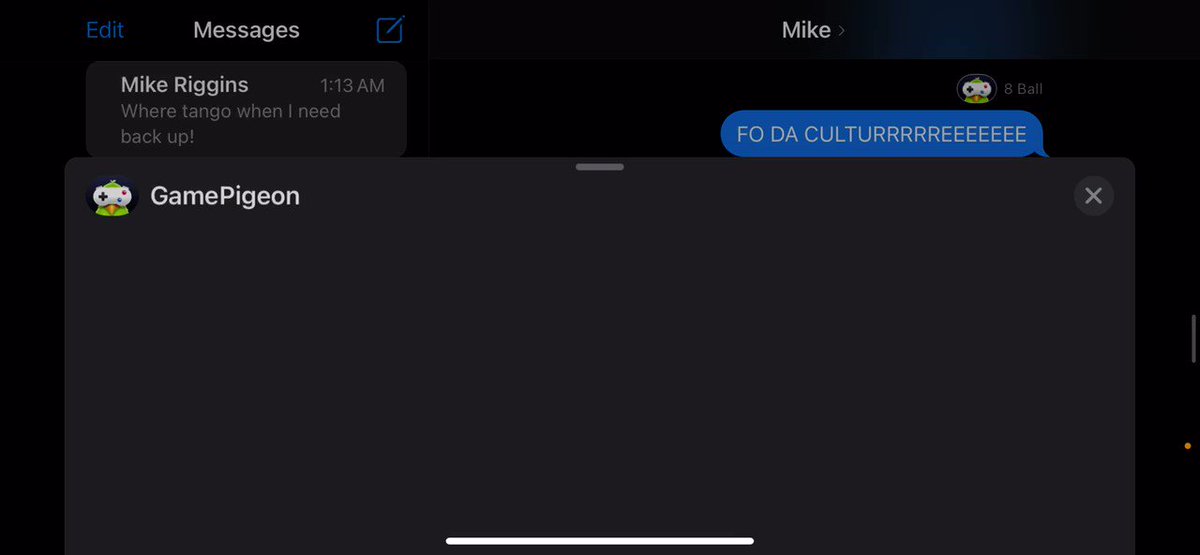 Edit
Messages
Mike
Mike Riggins
1:13 AM
Where tango when I need
back up!
8 Ball
FO DA CULTURRRRREEEEEEE
GamePigeon